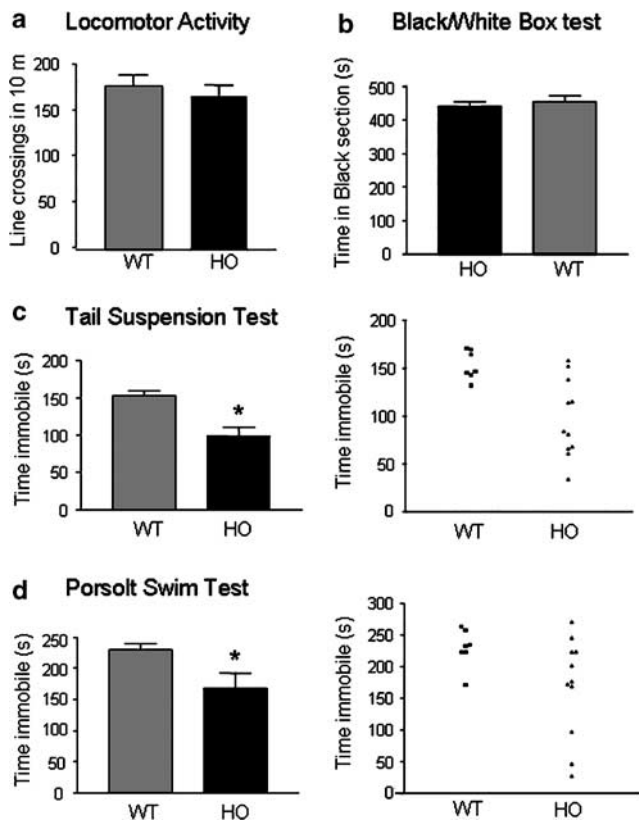 a Locomotor Activity
Line crossings in 10 m
200
150
100
50
0
WT HO
b Black/White Box test
Time in Black section (s)
500
400
300
200
100
0
HO WT
c Tail Suspension Test
Time immobile (s)
200
150
100
50
0
*
WT HO
Time immobile (s)
200
150
100
50
0
WT HO
d Porsolt Swim Test
Time immobile (s)
250
200
150
100
50
0
*
WT HO
Time immobile (s)
300
250
200
150
100
50
0
WT HO